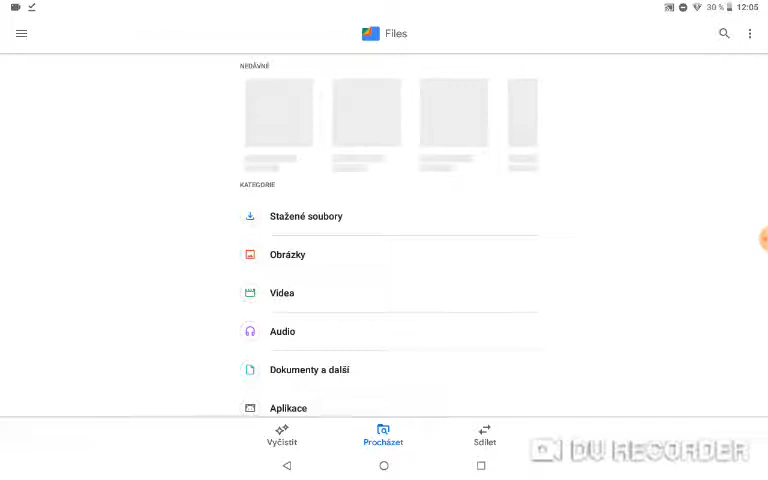 30 % 12:05
Files
NEDÁVNÉ
KATEGORIE
Stažené soubory
Obrázky
Videa
Audio
Dokumenty a další
Aplikace
Vyčistit
Procházet
Sdílet
DU RECORDER